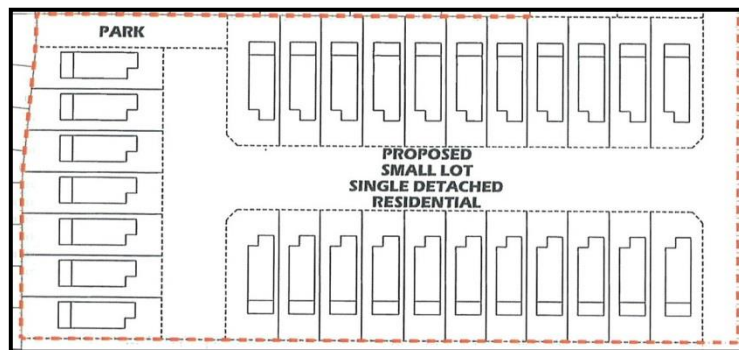 PARK
PROPOSED
SMALL LOT
SINGLE DETACHED
RESIDENTIAL